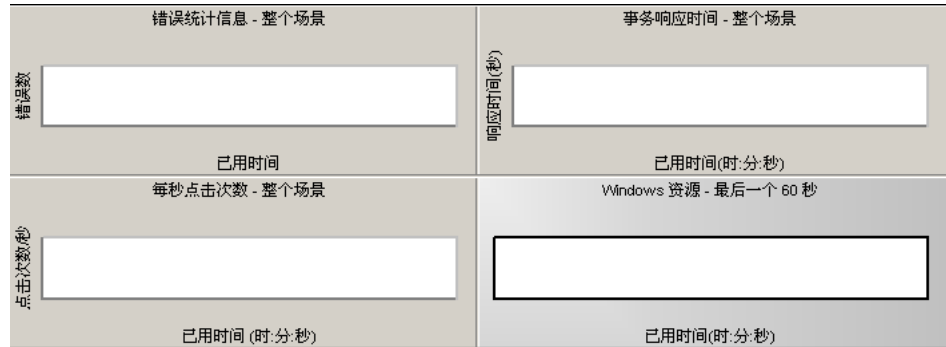 错误统计信息 - 整个场景
错误数
已用时间
事务响应时间 - 整个场景
响应时间(秒)
已用时间(时:分:秒)
每秒点击次数 - 整个场景
点击次数/秒
已用时间 (时:分:秒)
Windows 资源 - 最后一个 60 秒
已用时间(时:分:秒)